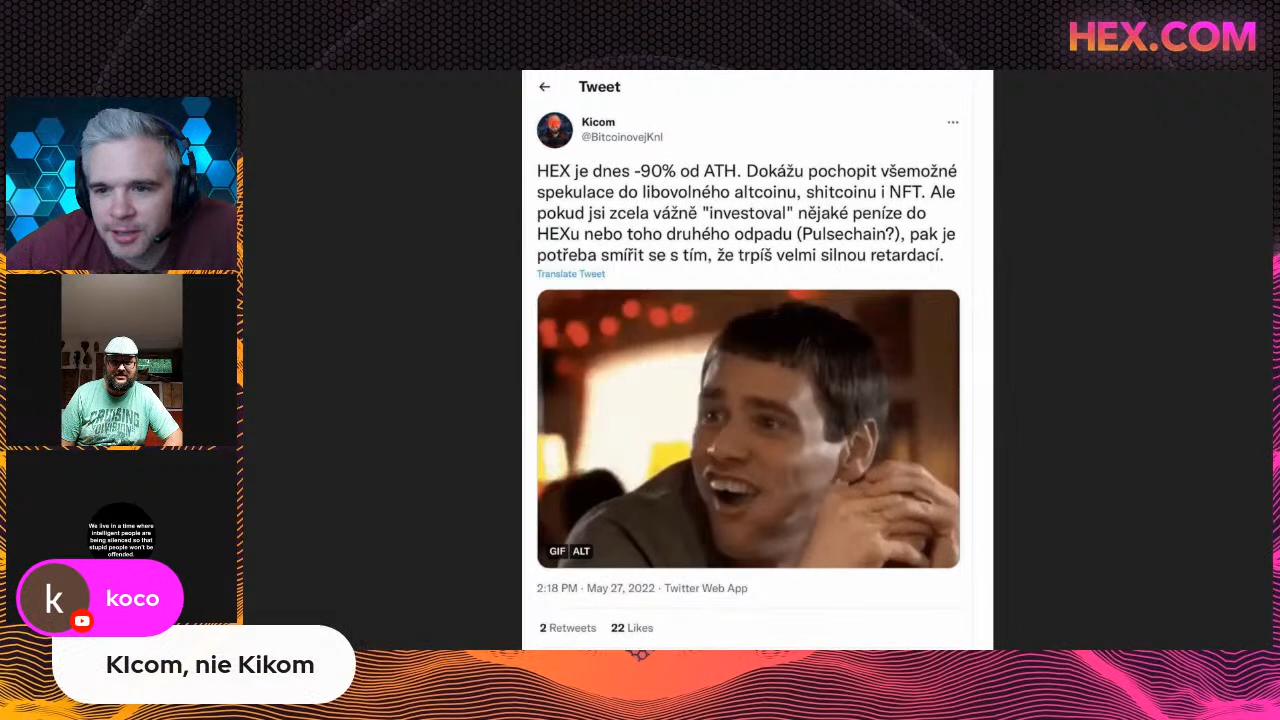 HEX.COM
Tweet
Kicom
@BitcoinovejKnl
HEX je dnes -90% od ATH. Dokážu pochopit všemožné
spekulace do libovolného altcoinu, shitcoinu i NFT. Ale
pokud jsi zcela vážně "investoval" nějaké peníze do
HEXu nebo toho druhého odpadu (Pulsechain?), pak je
potřeba smířit se s tím, že trpíš velmi silnou retardací.
Translate Tweet
GIF ALT
2:18 PM · May 27, 2022 · Twitter Web App
2 Retweets 22 Likes
CRUISING
DIVISION
We live in a time where
intelligent people are
being silenced so that
stupid people won't be
offended.
k
koco
KIcom, nie Kikom